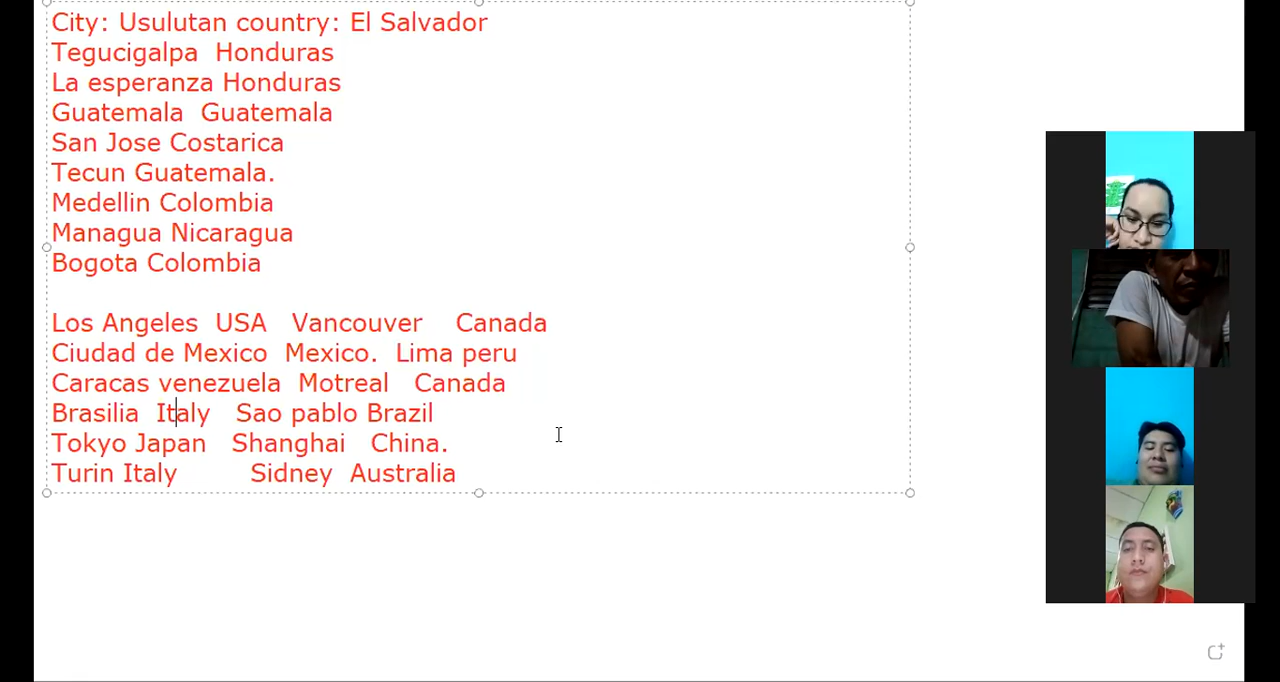 City: Usulutan country: El Salvador
Tegucigalpa Honduras
La esperanza Honduras
Guatemala Guatemala
San Jose Costarica
Tecun Guatemala.
Medellin Colombia
Managua Nicaragua
Bogota Colombia
Los Angeles USA Vancouver Canada
Ciudad de Mexico Mexico. Lima peru
Caracas venezuela Motreal Canada
Brasilia Italy Sao pablo Brazil
Tokyo Japan Shanghai China.
Turin Italy Sidney Australia